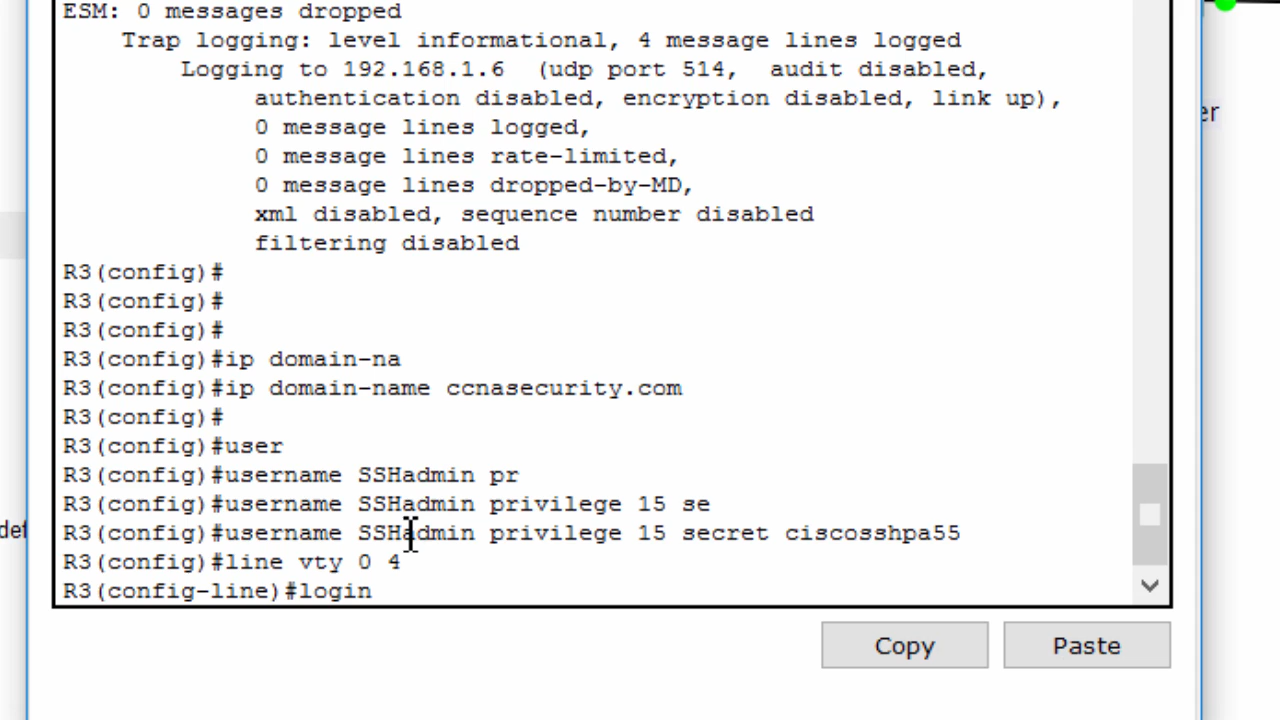 ESM: 0 messages dropped
Trap logging: level informational, 4 message lines logged
Logging to 192.168.1.6 (udp port 514, audit disabled,
authentication disabled, encryption disabled, link up),
0 message lines logged,
0 message lines rate-limited,
0 message lines dropped-by-MD,
xml disabled, sequence number disabled
filtering disabled
R3(config)#
R3(config)#
R3(config)#
R3(config)#ip domain-na
R3(config)#ip domain-name ccnasecurity.com
R3(config)#
R3(config)#user
R3(config)#username SSHadmin pr
R3(config)#username SSHadmin privilege 15 se
R3(config)#username SSHadmin privilege 15 secret ciscosshpa55
R3(config)#line vty 0 4
R3(config-line)#login
Copy Paste